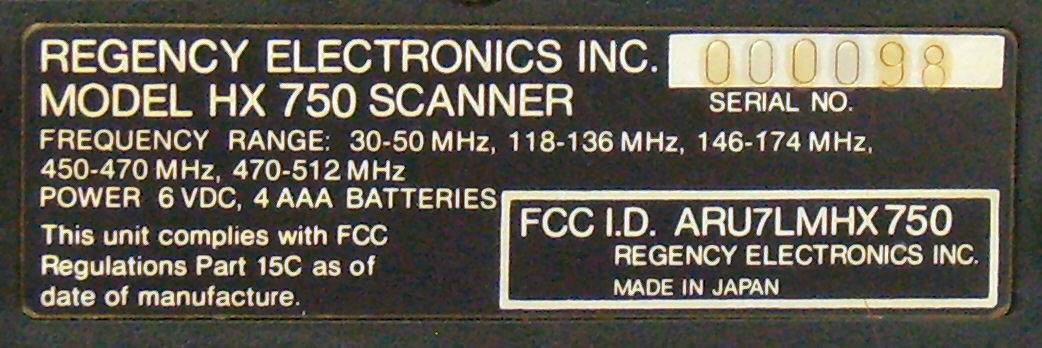 REGENCY ELECTRONICS INC. 000098
MODEL HX 750 SCANNER SERIAL NO.
FREQUENCY RANGE: 30-50 MHz, 118-136 MHz, 146-174 MHz,
450-470 MHz, 470-512 MHz
POWER 6 VDC, 4 AAA BATTERIES
This unit complies with FCC
Regulations Part 15C as of
date of manufacture.
FCC I.D. ARU7LMHX750
REGENCY ELECTRONICS INC.
MADE IN JAPAN